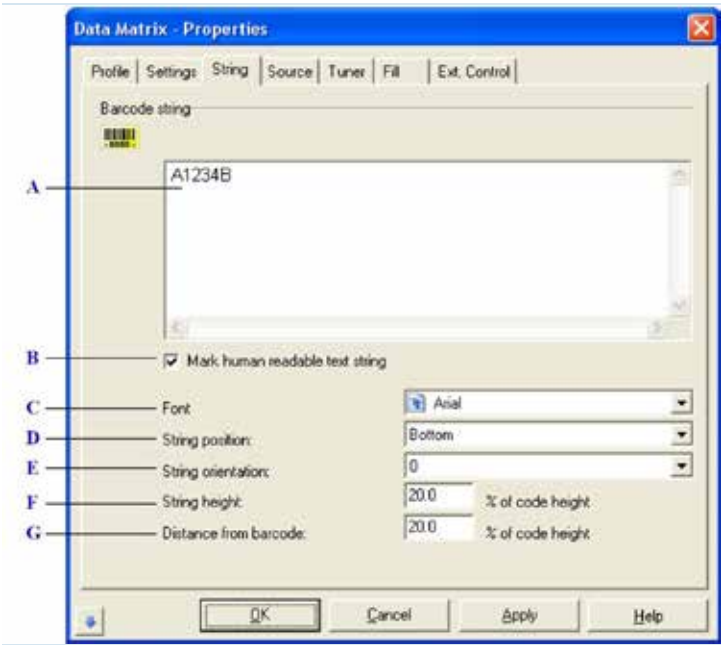 Data Matrix - Properties
Profile Settings String Source Tuner Fill Ext. Control
Barcode string
A A1234B
B Mark human readable text string
C Font Arial
D String position: Bottom
E String orientation: 0
F String height: 20.0 % of code height
G Distance from barcode: 20.0 % of code height
OK Cancel Apply Help